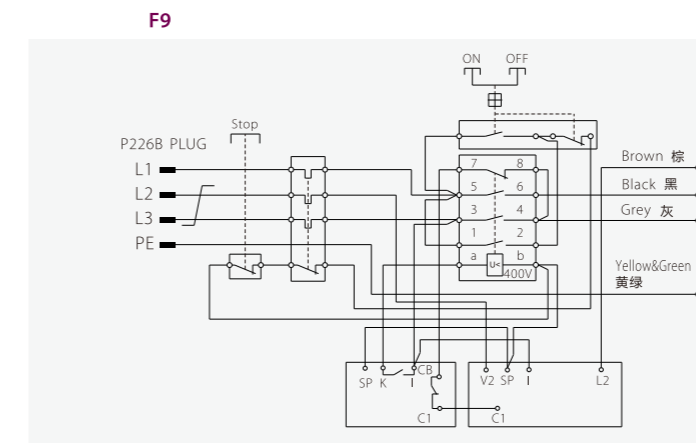 F9
ON OFF
Stop
P226B PLUG
L1
L2
L3
PE
7 8
5 6
3 4
1 2
a b
U<
400V
Brown 棕
Black 黑
Grey 灰
Yellow&Green
黄绿
SP K I CB
C1
V2 SP I L2
C1